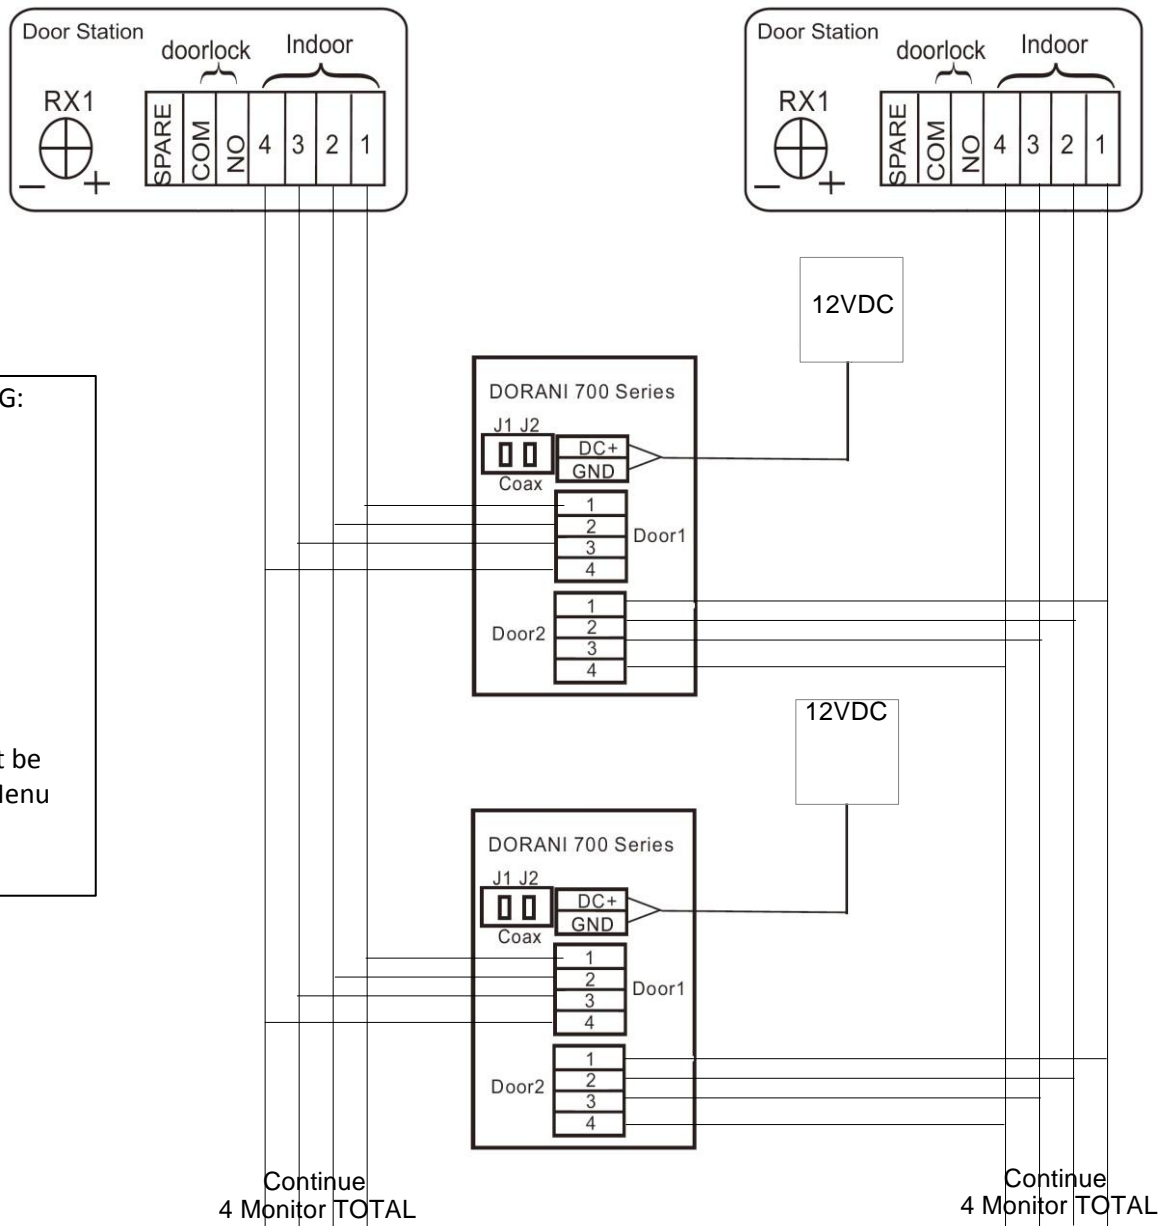 Door Station
doorlock
Indoor
RX1
SPARE
COM
NO
4
3
2
1
− +
Door Station
doorlock
Indoor
RX1
SPARE
COM
NO
4
3
2
1
− +
12VDC
G:
t be
DORANI 700 Series
J1 J2
DC+
GND
Coax
1
2
3
4
Door1
1
2
3
4
Door2
12VDC
DORANI 700 Series
J1 J2
DC+
GND
Coax
1
2
3
4
Door1
1
2
3
4
Door2
Continue
4 Monitor TOTAL
Continue
4 Monitor TOTAL